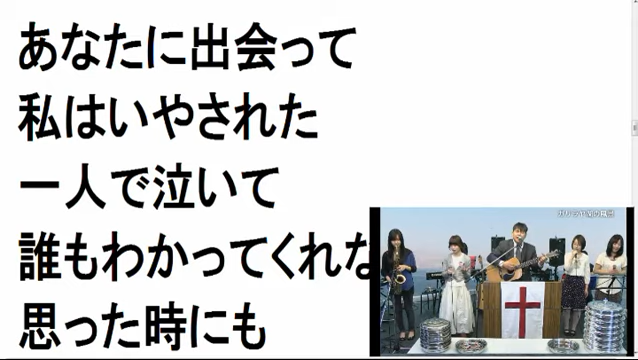 あなたに出会って
私はいやされた
一人で泣いて
誰もわかってくれな
思った時にも